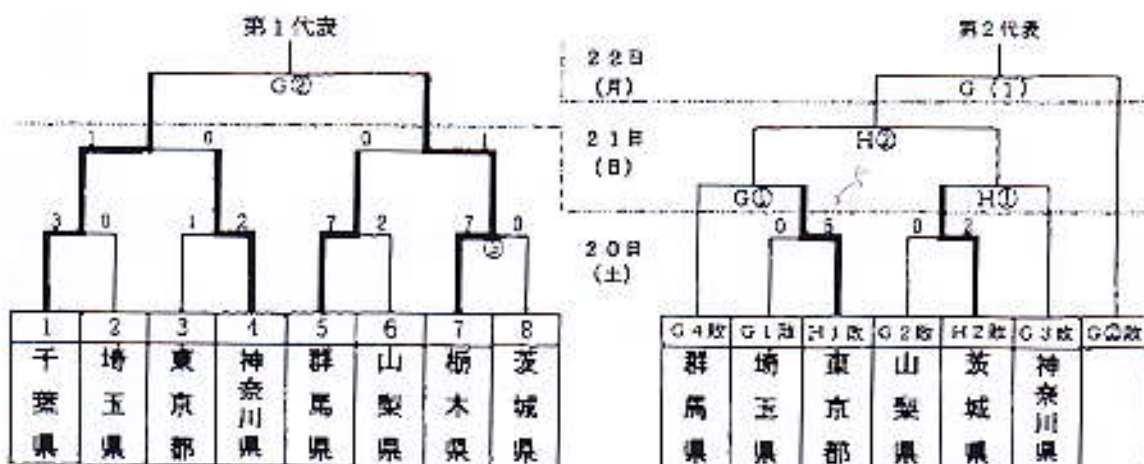 第1代表
第2代表
22日
(月)
G②
G(1)
1 6 0 1
21日
(日)
H②
G① H①
3 0 1 2 7 2 7 0
0 0 2
20日
(土)
1 2 3 4 5 6 7 8
千葉県
埼玉県
東京都
神奈川県
群馬県
山梨県
栃木県
茨城県
G4敗 G1敗 H1敗 G2敗 H2敗 G3敗
群馬県
埼玉県
東京都
山梨県
茨城県
神奈川県